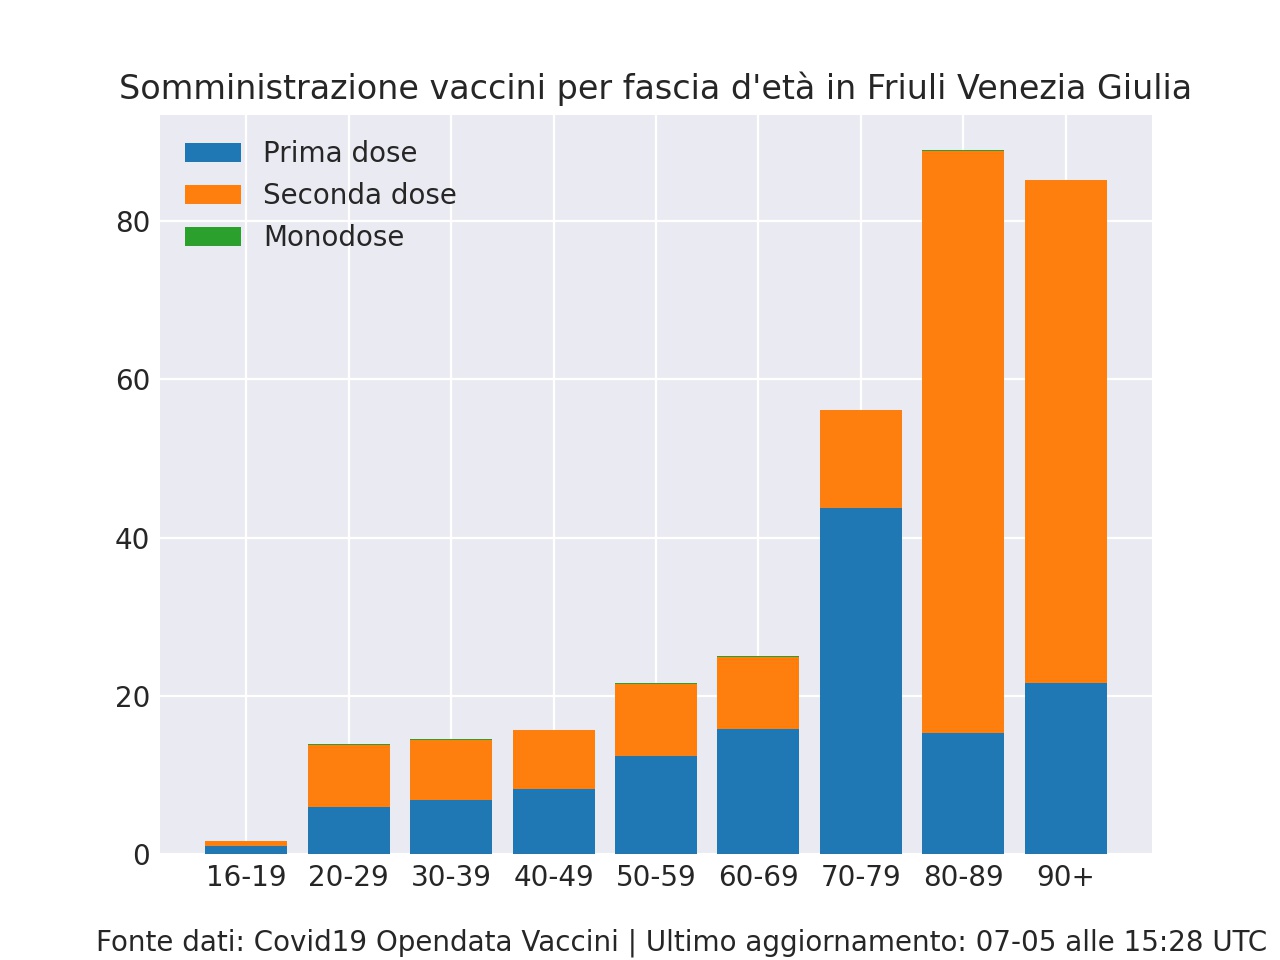 Somministrazione vaccini per fascia d'età in Friuli Venezia Giulia
Prima dose
Seconda dose
Monodose
80
60
40
20
0
16-19 20-29 30-39 40-49 50-59 60-69 70-79 80-89 90+
Fonte dati: Covid19 Opendata Vaccini | Ultimo aggiornamento: 07-05 alle 15:28 UTC